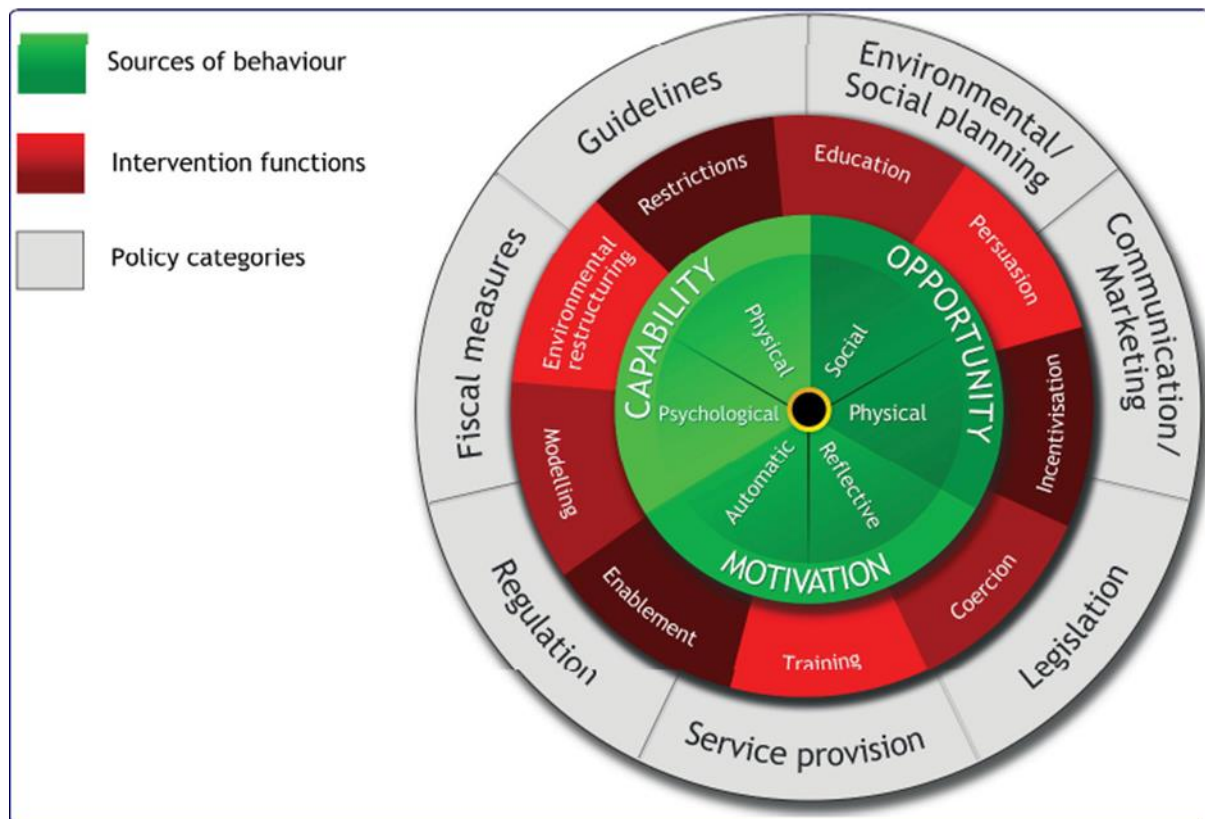 Sources of behaviour
Intervention functions
Policy categories
Guidelines
Environmental/
Social planning
Communication/
Marketing
Legislation
Service provision
Regulation
Fiscal measures
Restrictions
Education
Persuasion
Incentivisation
Coercion
Training
Enablement
Modelling
Environmental
restructuring
CAPABILITY
OPPORTUNITY
MOTIVATION
Physical
Social
Physical
Reflective
Automatic
Psychological